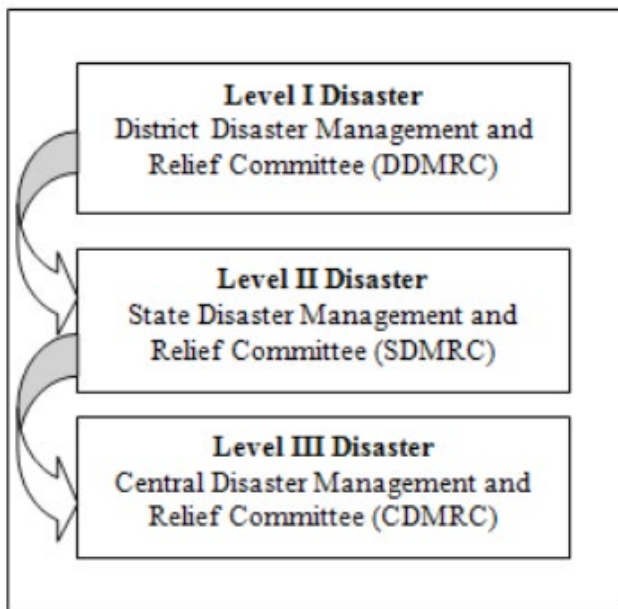 Level I Disaster
District Disaster Management and
Relief Committee (DDMRC)
Level II Disaster
State Disaster Management and
Relief Committee (SDMRC)
Level III Disaster
Central Disaster Management and
Relief Committee (CDMRC)